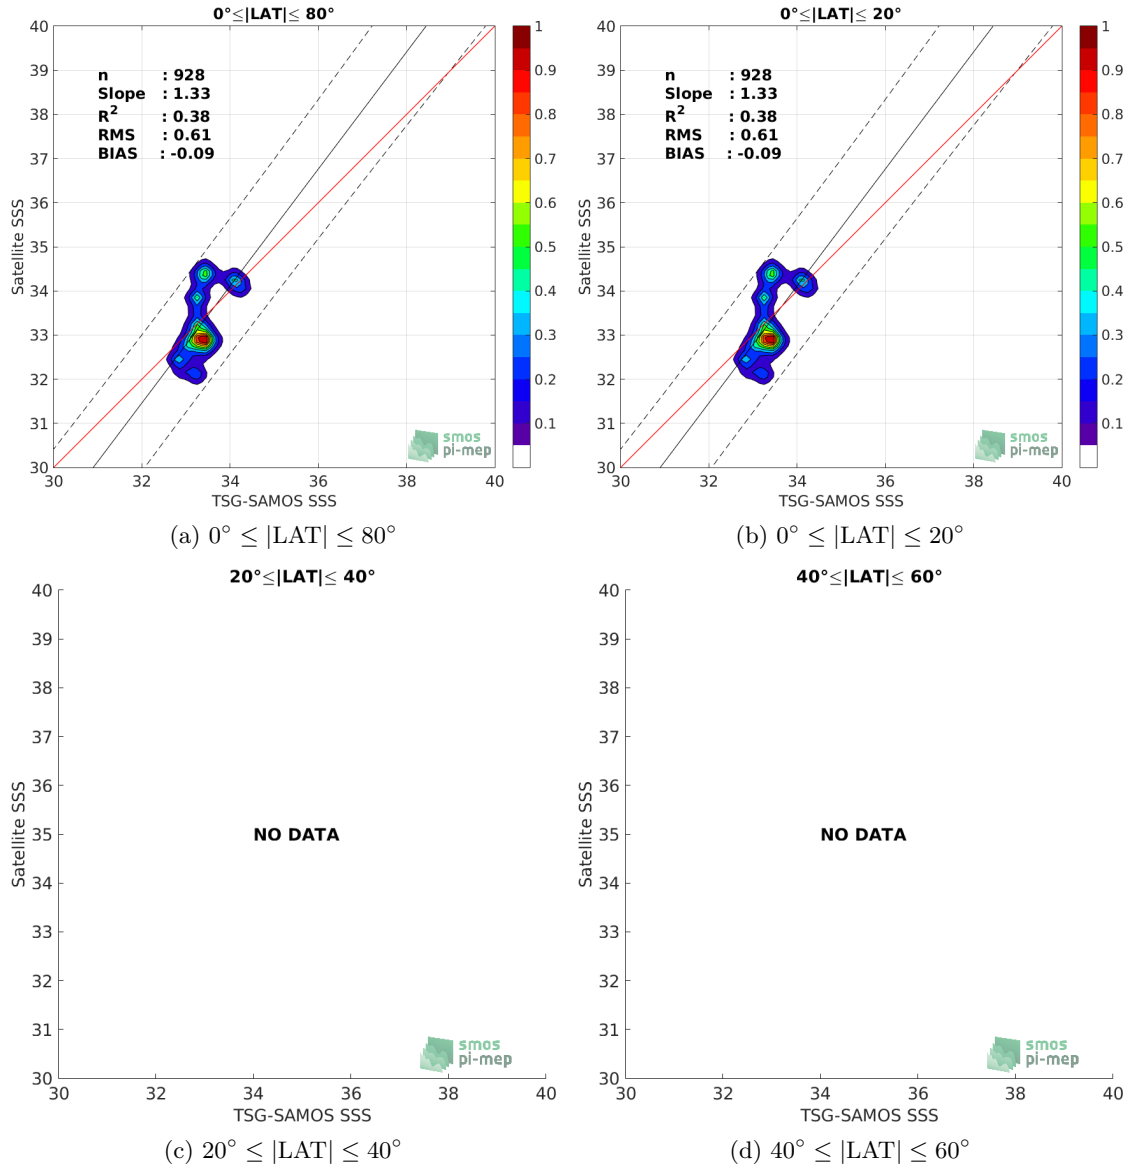 0°≤|LAT|≤ 80°
40
39
38
37
36
35
34
33
32
31
30
Satellite SSS
n : 928
Slope : 1.33
R² : 0.38
RMS : 0.61
BIAS : -0.09
smos
pi-mep
30 32 34 36 38 40
TSG-SAMOS SSS
1
0.9
0.8
0.7
0.6
0.5
0.4
0.3
0.2
0.1
(a) 0° ≤ |LAT| ≤ 80°
0°≤|LAT|≤ 20°
40
39
38
37
36
35
34
33
32
31
30
Satellite SSS
n : 928
Slope : 1.33
R² : 0.38
RMS : 0.61
BIAS : -0.09
smos
pi-mep
30 32 34 36 38 40
TSG-SAMOS SSS
1
0.9
0.8
0.7
0.6
0.5
0.4
0.3
0.2
0.1
(b) 0° ≤ |LAT| ≤ 20°
20°≤|LAT|≤ 40°
40
39
38
37
36
35
34
33
32
31
30
Satellite SSS
NO DATA
smos
pi-mep
30 32 34 36 38 40
TSG-SAMOS SSS
(c) 20° ≤ |LAT| ≤ 40°
40°≤|LAT|≤ 60°
40
39
38
37
36
35
34
33
32
31
30
Satellite SSS
NO DATA
smos
pi-mep
30 32 34 36 38 40
TSG-SAMOS SSS
(d) 40° ≤ |LAT| ≤ 60°